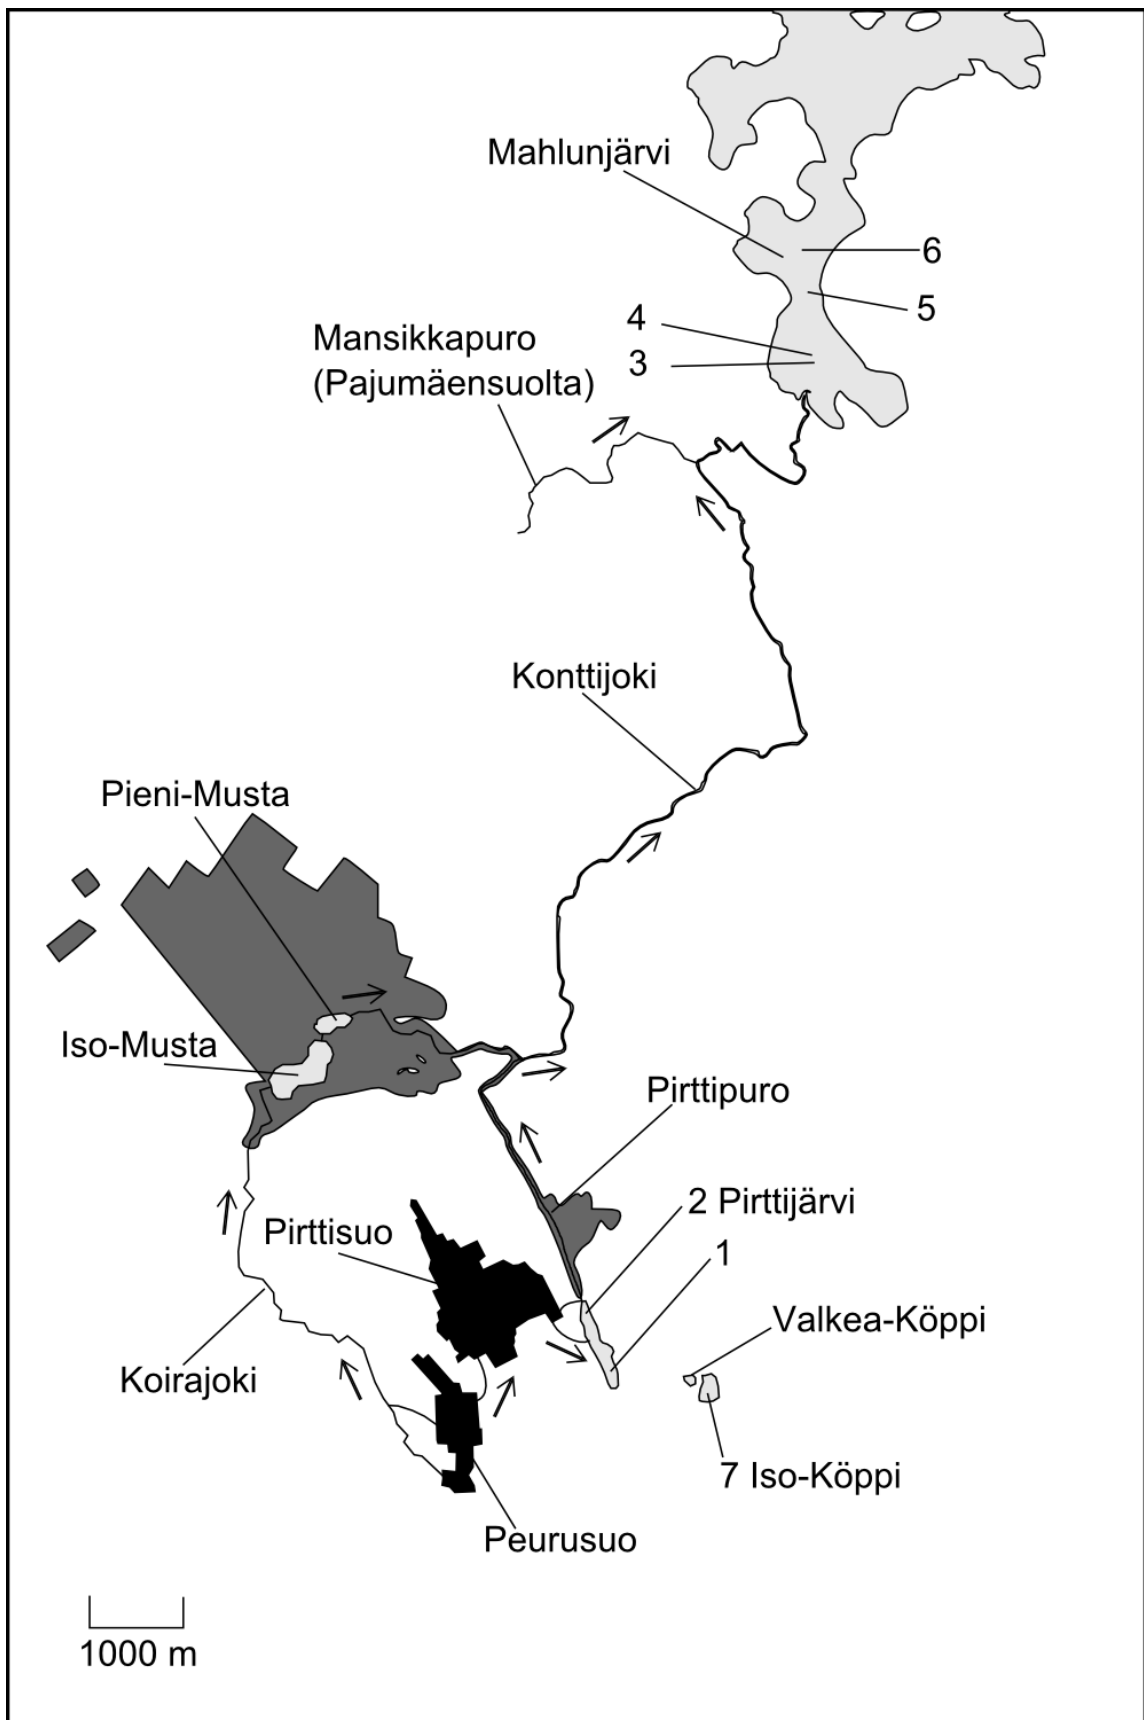 Mahlunjärvi
6
5
4
3
Mansikkapuro
(Pajumäensuolta)
Konttijoki
Pieni-Musta
Iso-Musta
Pirttipuro
2 Pirttijärvi
1
Pirttisuo
Valkea-Köppi
Koirajoki
7 Iso-Köppi
Peurusuo
1000 m